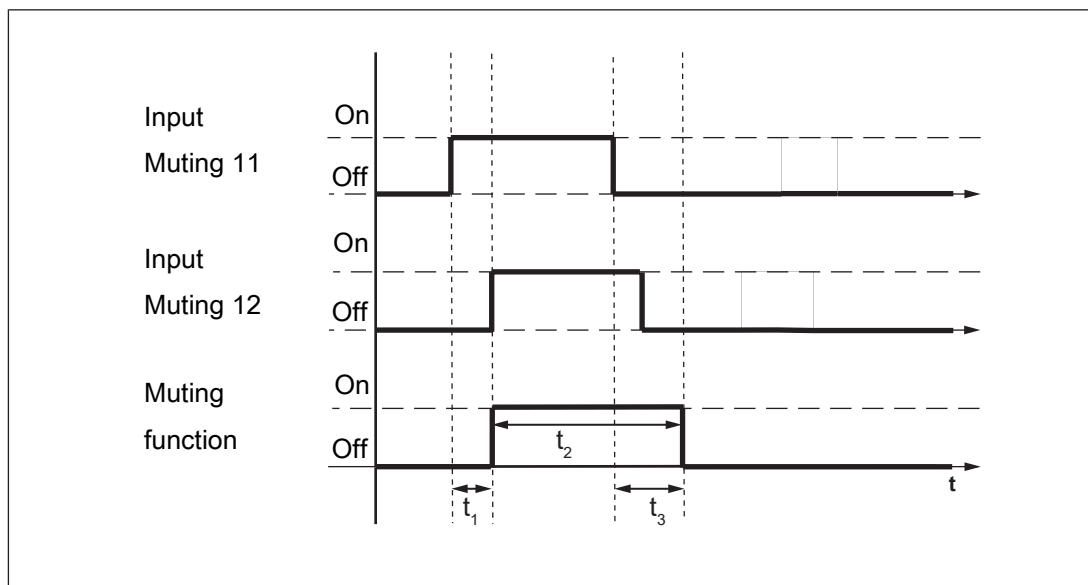 Input
Muting 11
On
Off
Input
Muting 12
On
Off
Muting
function
On
Off
t2
t
t1
t3